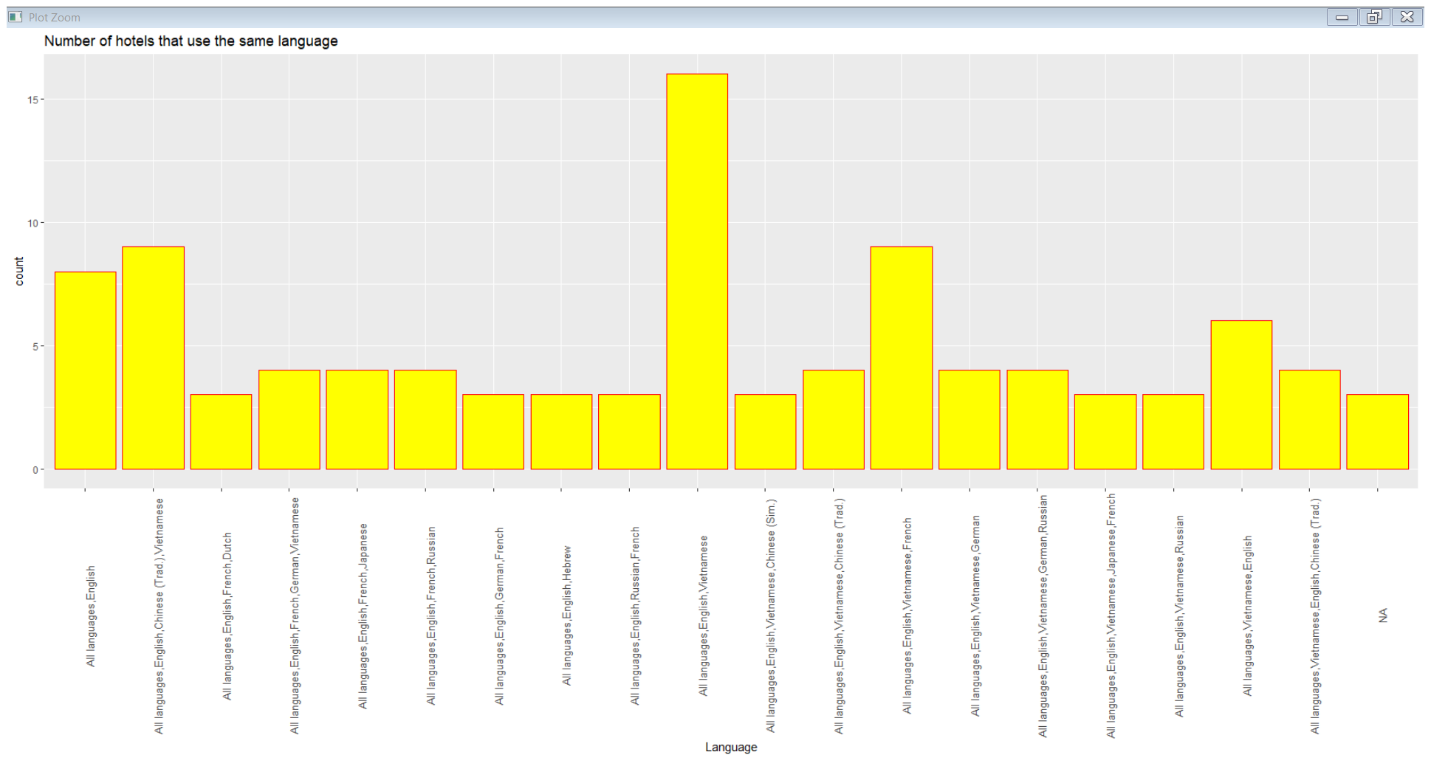 Plot Zoom
Number of hotels that use the same language
15
10
5
0
count
All languages,English
All languages,English,Chinese (Trad.),Vietnamese
All languages,English,French,Dutch
All languages,English,French,German,Vietnamese
All languages,English,French,Japanese
All languages,English,French,Russian
All languages,English,German,French
All languages,English,Hebrew
All languages,English,Russian,French
All languages,English,Vietnamese
All languages,English,Vietnamese,Chinese (Sim.)
All languages,English,Vietnamese,Chinese (Trad.)
All languages,English,Vietnamese,French
All languages,English,Vietnamese,German
All languages,English,Vietnamese,German,Russian
All languages,English,Vietnamese,Japanese,French
All languages,English,Vietnamese,Russian
All languages,Vietnamese,English
All languages,Vietnamese,English,Chinese (Trad.)
NA
Language